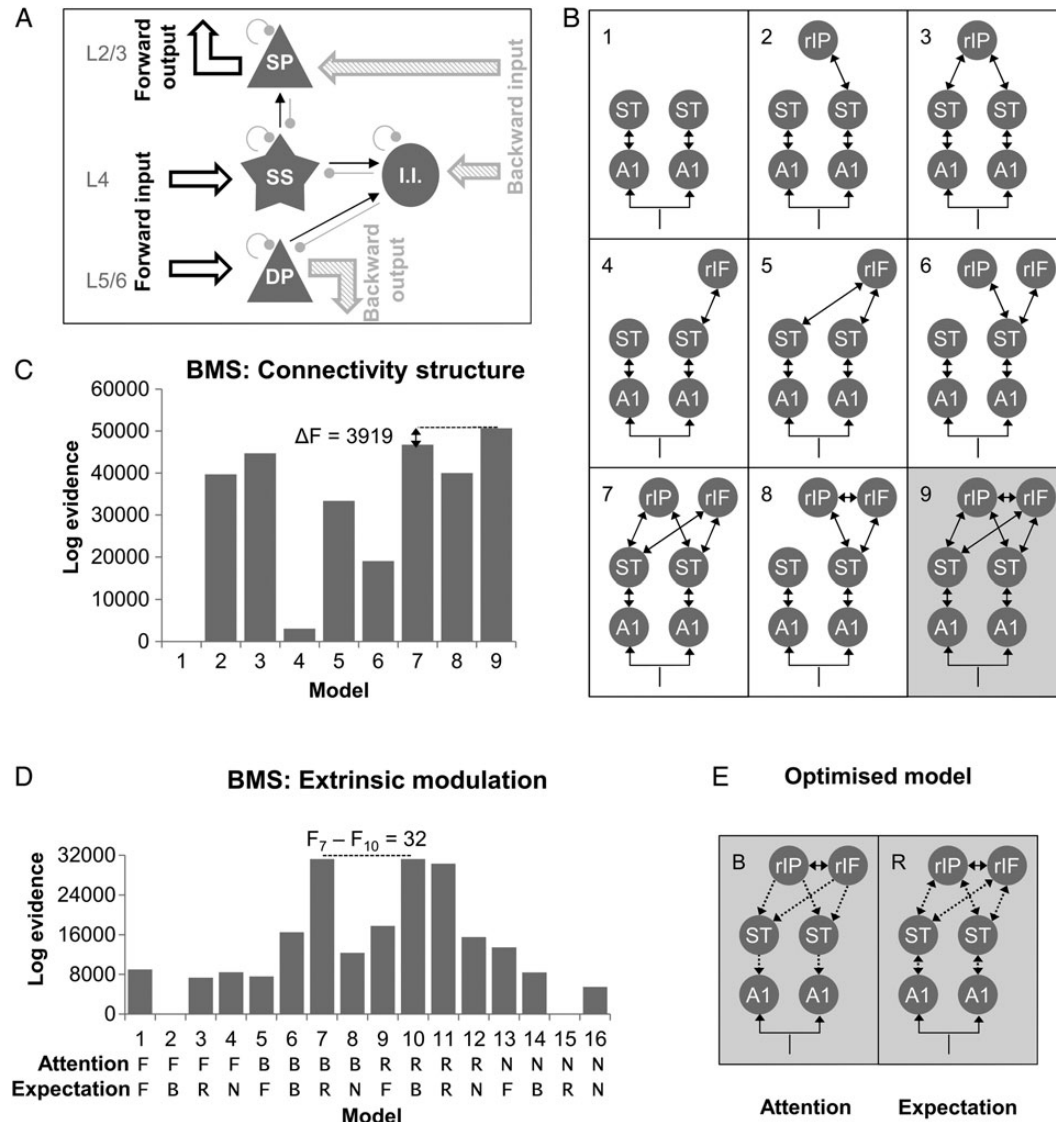 A
L2/3
Forward output
SP
L4
Forward input
SS
I.I.
Backward input
L5/6
Forward input
DP
Backward output
B
1
ST ST
A1 A1
I
2
rIP
ST ST
A1 A1
I
3
rIP
ST ST
A1 A1
I
4
rIF
ST ST
A1 A1
I
5
rIF
ST ST
A1 A1
I
6
rIP rIF
ST ST
A1 A1
I
7
rIP rIF
ST ST
A1 A1
I
8
rIP rIF
ST ST
A1 A1
I
9
rIP rIF
ST ST
A1 A1
I
C
BMS: Connectivity structure
Log evidence
60000
50000
40000
30000
20000
10000
0
ΔF = 3919
1 2 3 4 5 6 7 8 9
Model
D
BMS: Extrinsic modulation
Log evidence
32000
24000
16000
8000
0
F7 – F10 = 32
1 2 3 4 5 6 7 8 9 10 11 12 13 14 15 16
Attention F F F F B B B B R R R R N N N N
Expectation F B R N F B R N F B R N F B R N
Model
E
Optimised model
B
rIP rIF
ST ST
A1 A1
I
Attention
R
rIP rIF
ST ST
A1 A1
I
Expectation